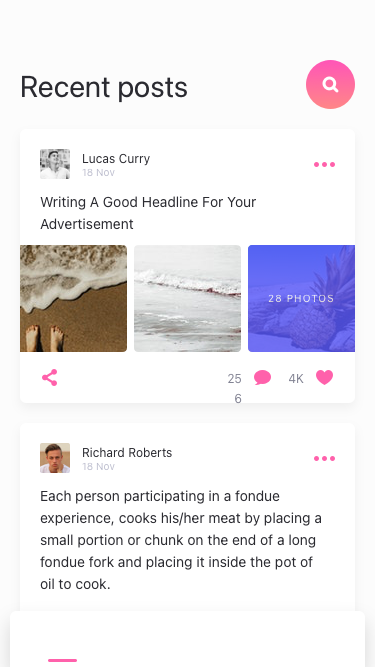 Recent posts
Lucas Curry
18 Nov
Writing A Good Headline For Your
Advertisement
28 PHOTOS
25
6
4K
Richard Roberts
18 Nov
Each person participating in a fondue
experience, cooks his/her meat by placing a
small portion or chunk on the end of a long
fondue fork and placing it inside the pot of
oil to cook.